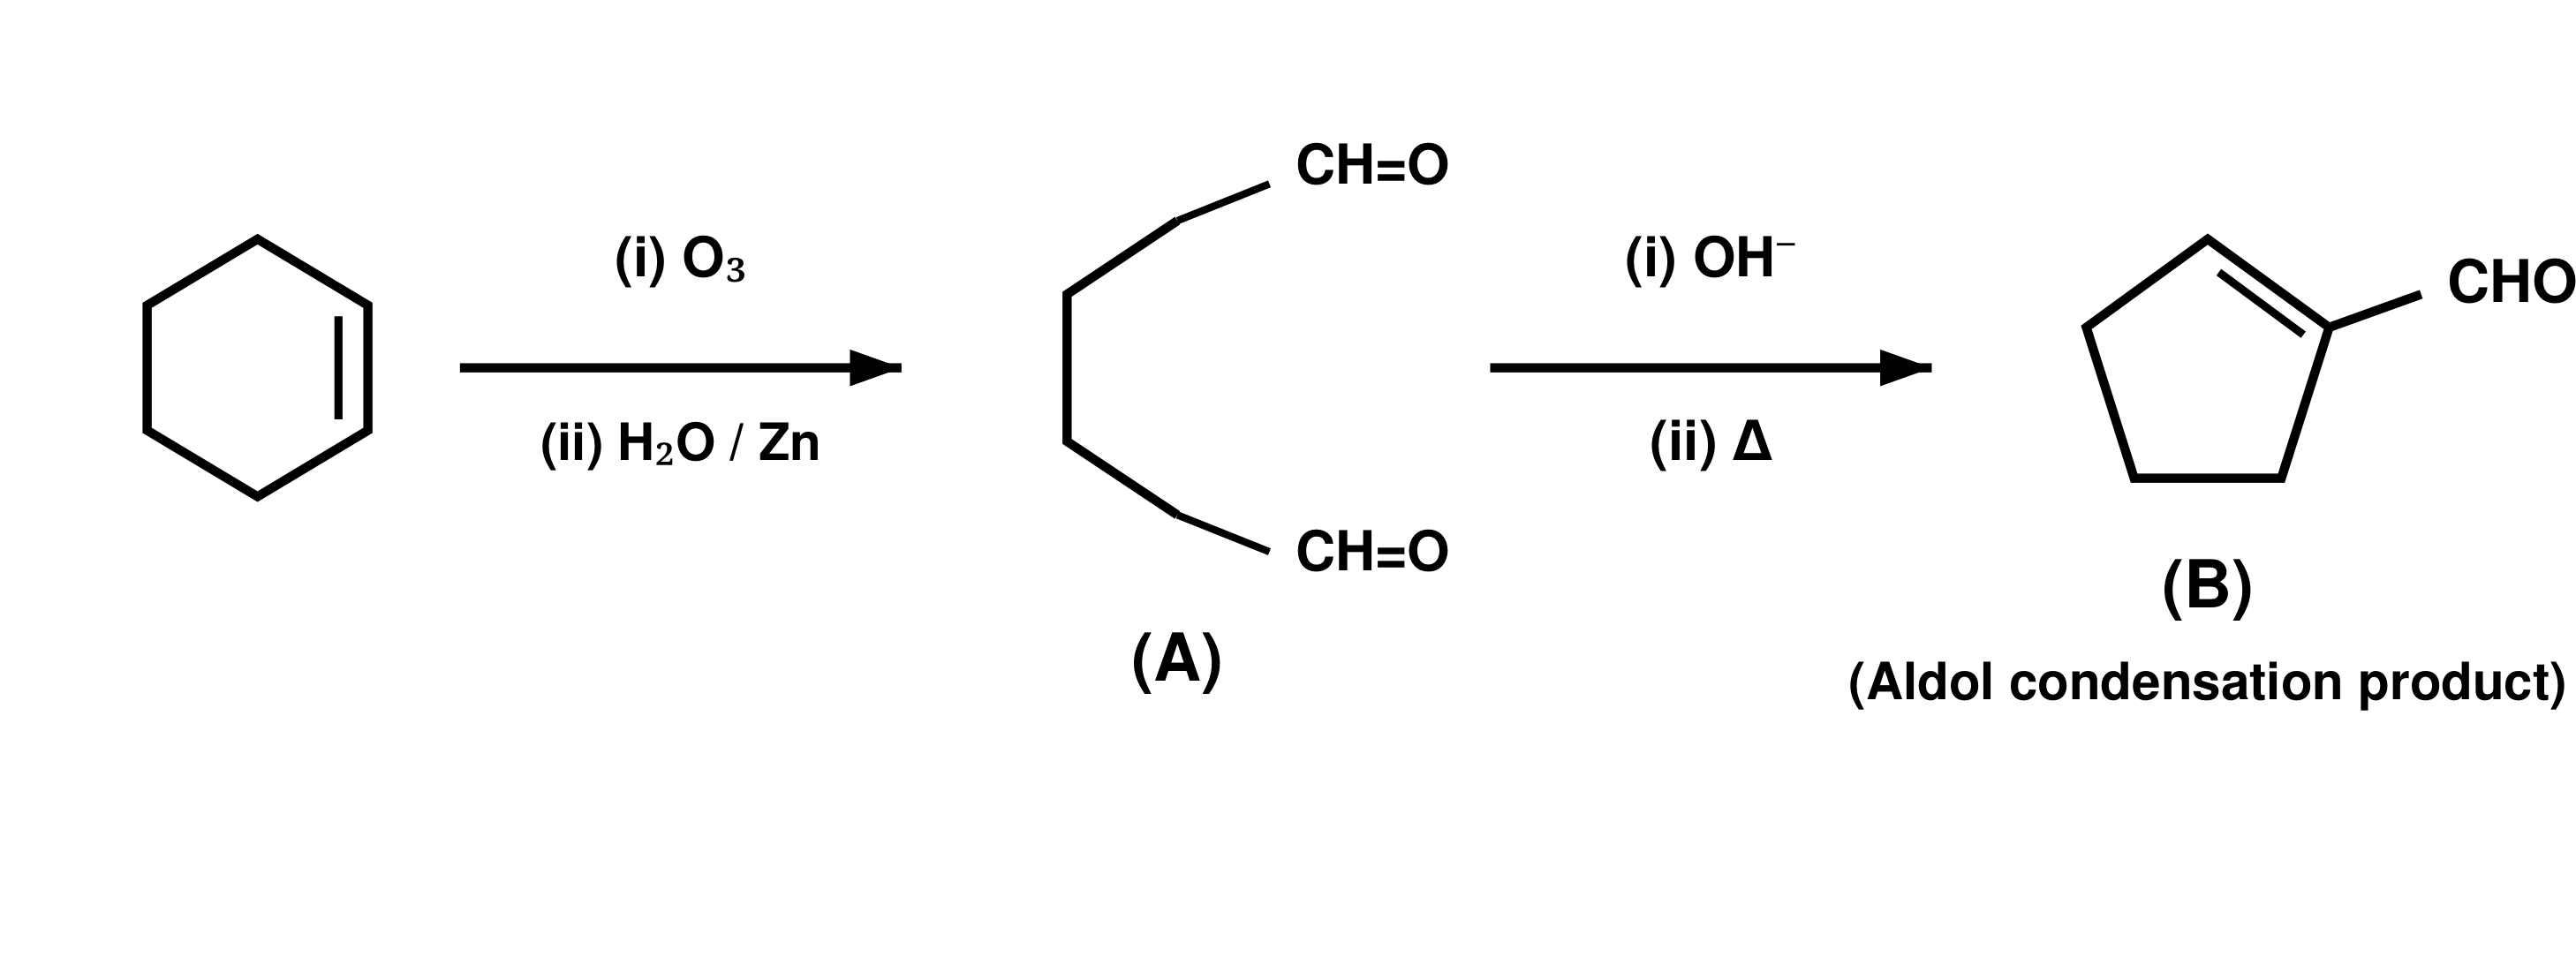 CH=O
(i) O₃
(i) OH⁻
CHO
(ii) H₂O / Zn
(ii) Δ
CH=O
(B)
(A)
(Aldol condensation product)